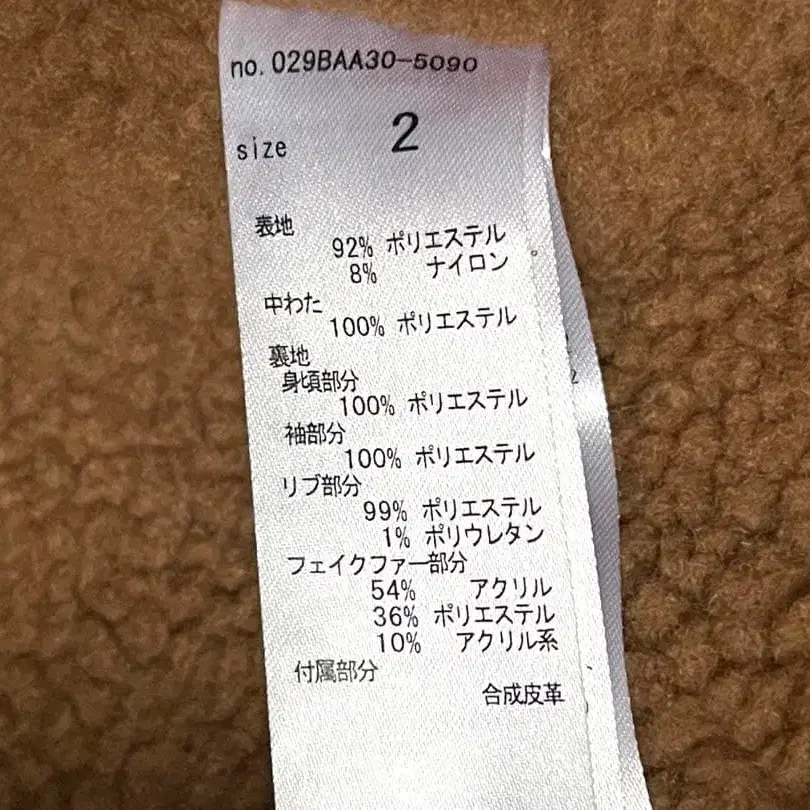 no. 029BAA30-5090
size 2
表地
92% ポリエステル
8% ナイロン
中わた
100% ポリエステル
裏地
身頃部分
100% ポリエステル
袖部分
100% ポリエステル
リブ部分
99% ポリエステル
1% ポリウレタン
フェイクファー部分
54% アクリル
36% ポリエステル
10% アクリル系
付属部分
合成皮革